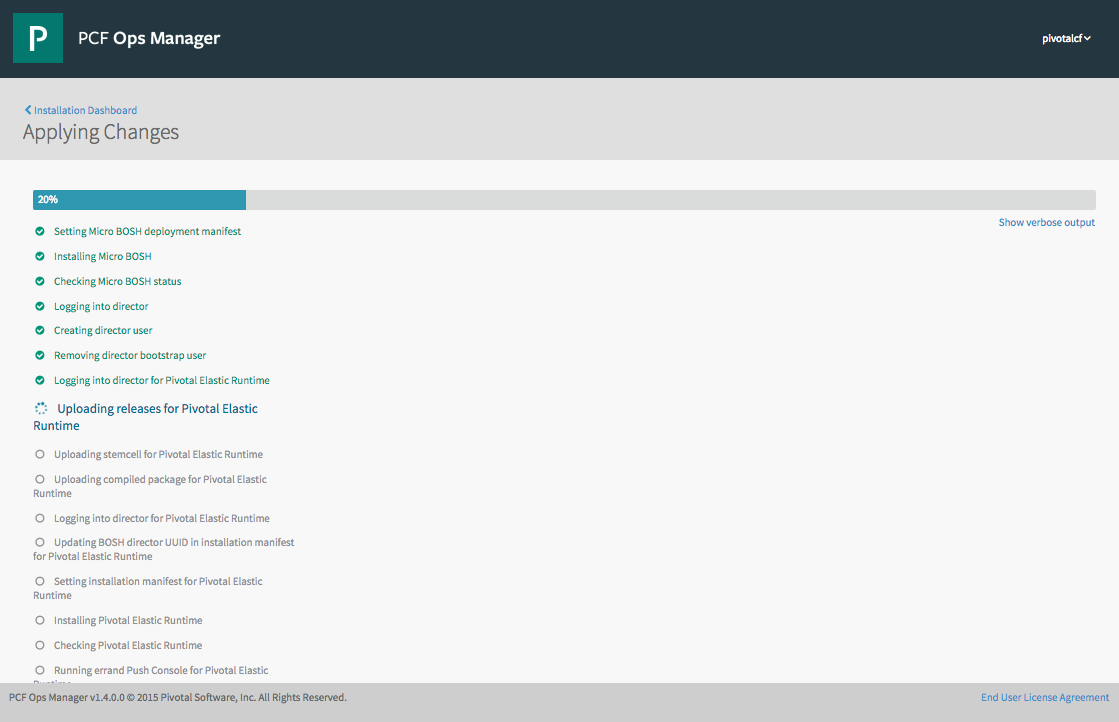 P
PCF Ops Manager
pivotalcf
Installation Dashboard
Applying Changes
20%
Show verbose output
Setting Micro BOSH deployment manifest
Installing Micro BOSH
Checking Micro BOSH status
Logging into director
Creating director user
Removing director bootstrap user
Logging into director for Pivotal Elastic Runtime
Uploading releases for Pivotal Elastic
Runtime
Uploading stemcell for Pivotal Elastic Runtime
Uploading compiled package for Pivotal Elastic
Runtime
Logging into director for Pivotal Elastic Runtime
Updating BOSH director UUID in installation manifest
for Pivotal Elastic Runtime
Setting installation manifest for Pivotal Elastic
Runtime
Installing Pivotal Elastic Runtime
Checking Pivotal Elastic Runtime
Running errand Push Console for Pivotal Elastic
PCF Ops Manager v1.4.0.0 © 2015 Pivotal Software, Inc. All Rights Reserved.
End User License Agreement